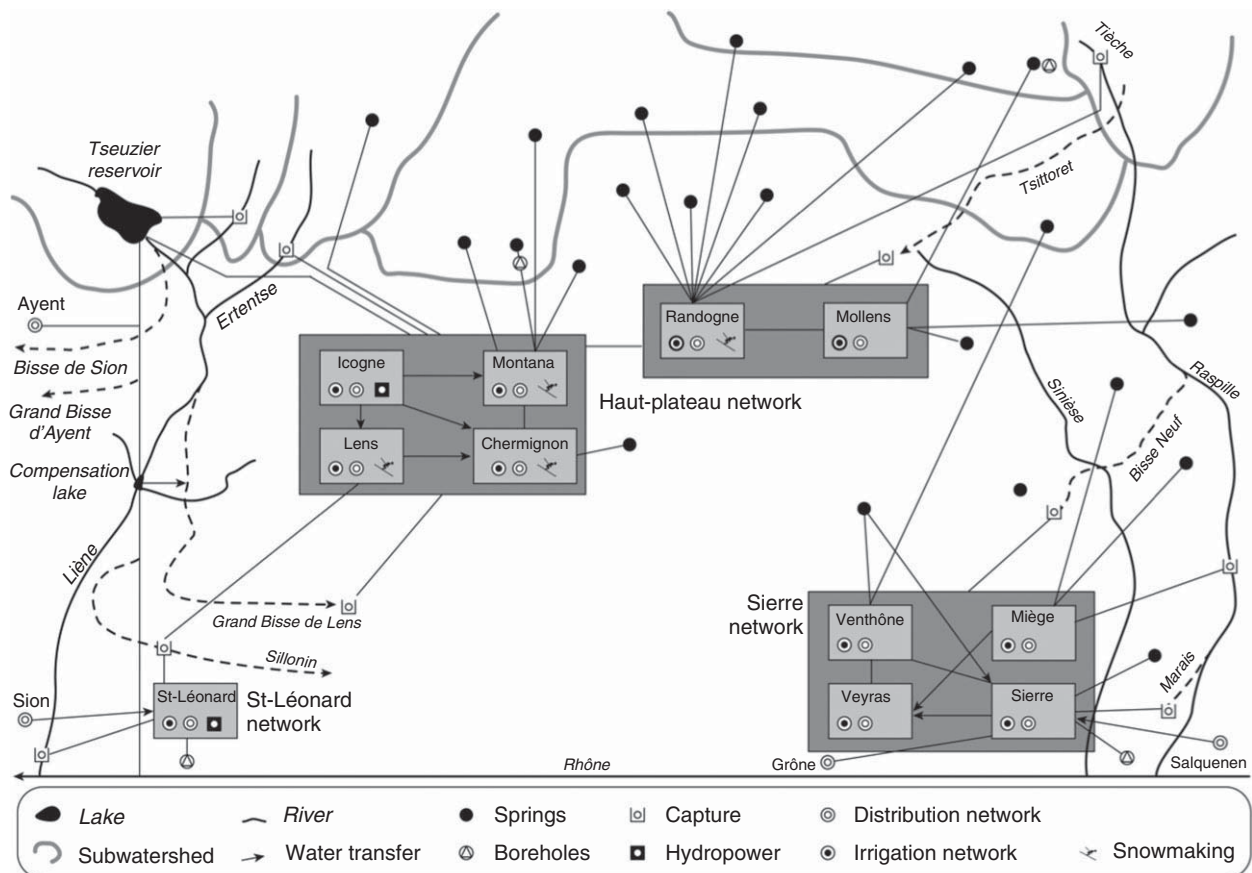 Tièche
Tseuzier
reservoir
Tsittoret
Ayent
Ertentse
Bisse de Sion
Grand Bisse
d'Ayent
Compensation
lake
Liène
Icogne
Montana
Lens
Chermignon
Haut-plateau network
Randogne
Mollens
Sinièse
Raspille
Bisse Neuf
Grand Bisse de Lens
Sillonin
Sion
St-Léonard
St-Léonard
network
Sierre
network
Venthône
Miège
Veyras
Sierre
Marais
Grône
Salquenen
Rhône
Lake
River
Springs
Capture
Distribution network
Subwatershed
Water transfer
Boreholes
Hydropower
Irrigation network
Snowmaking